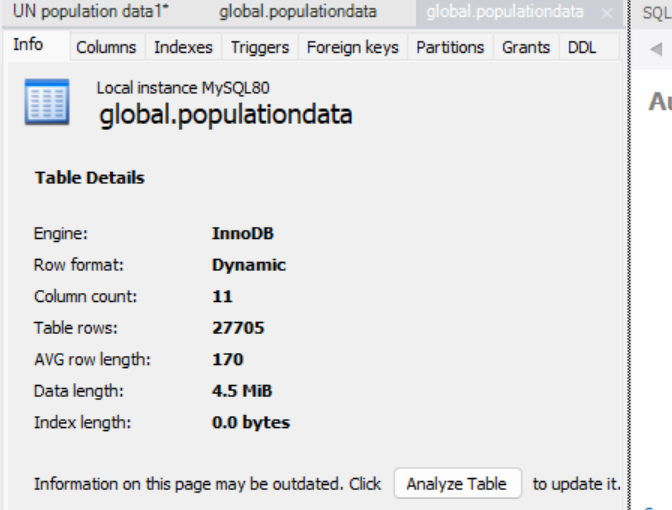 UN population data1* global.populationdata global.populationdata × SQL
Info Columns Indexes Triggers Foreign keys Partitions Grants DDL
Local instance MySQL80
global.populationdata
Table Details
Engine: InnoDB
Row format: Dynamic
Column count: 11
Table rows: 27705
AVG row length: 170
Data length: 4.5 MiB
Index length: 0.0 bytes
Information on this page may be outdated. Click Analyze Table to update it.